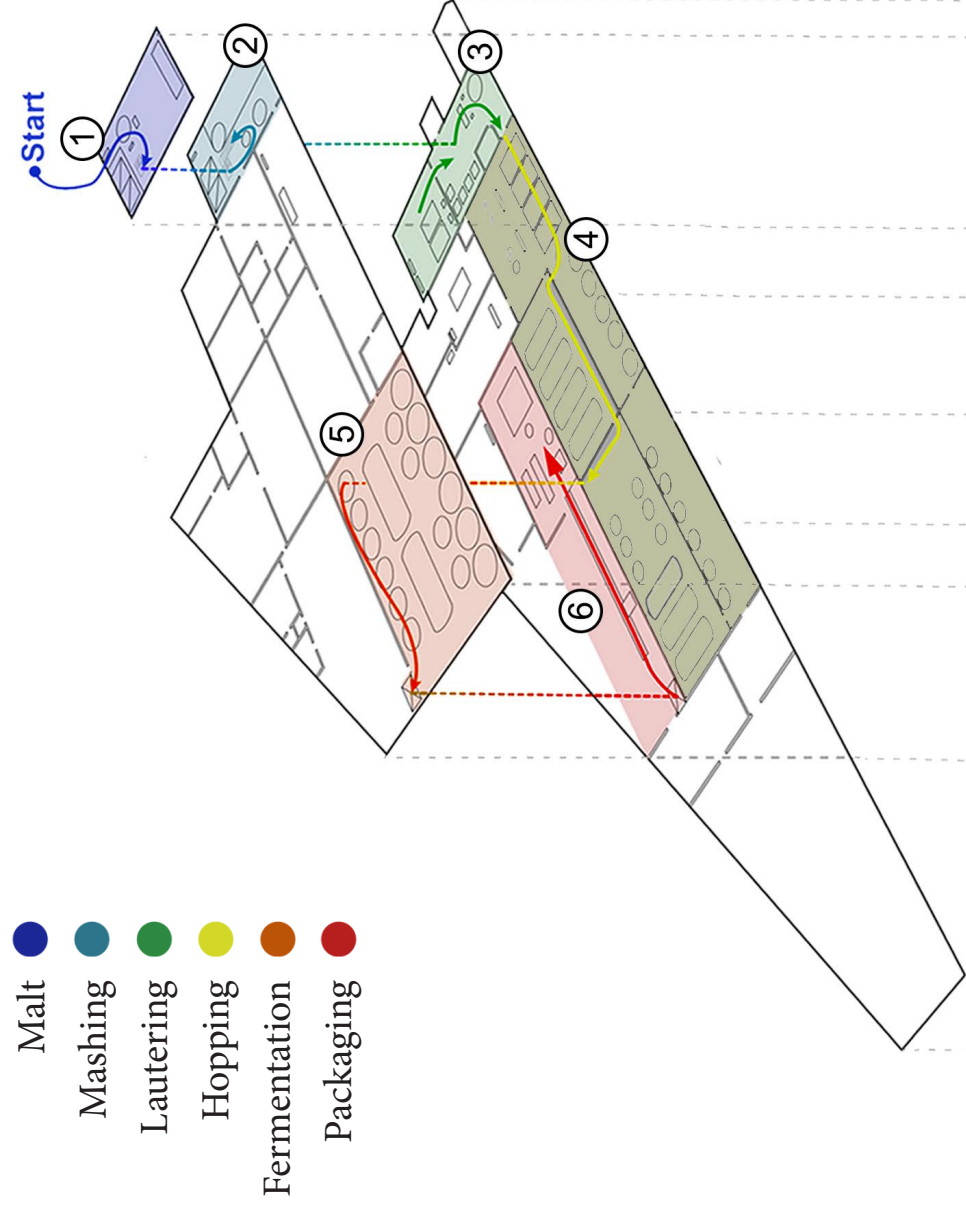 Start
1
2
3
4
5
6
Malt
Mashing
Lautering
Hopping
Fermentation
Packaging